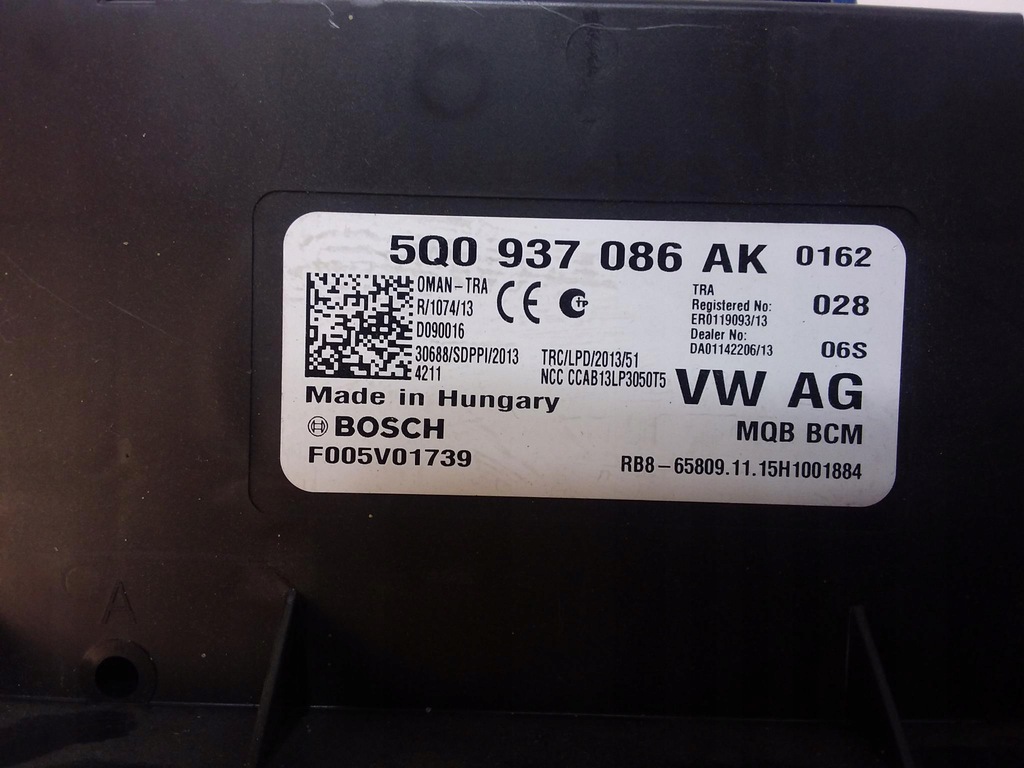 5Q0 937 086 AK 0162
OMAN-TRA
R/1074/13
D090016
30688/SDPPI/2013
4211
CE
TP
TRC/LPD/2013/51
NCC CCAB13LP3050T5
TRA
Registered No:
ER0119093/13
Dealer No:
DA01142206/13
028
06S
VW AG
Made in Hungary
BOSCH
MQB BCM
F005V01739
RB8-65809.11.15H1001884
A